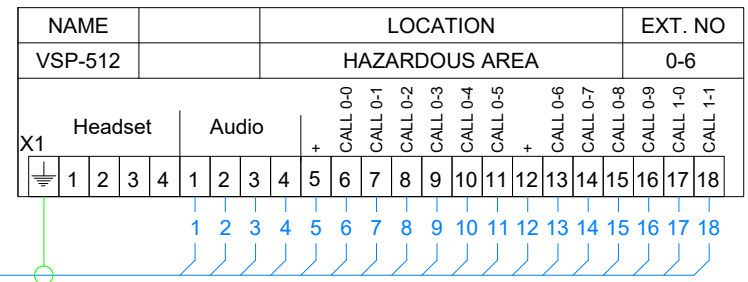 NAME LOCATION EXT. NO
VSP-512 HAZARDOUS AREA 0-6
X1 Headset Audio + CALL 0-0 CALL 0-1 CALL 0-2 CALL 0-3 CALL 0-4 CALL 0-5 + CALL 0-6 CALL 0-7 CALL 0-8 CALL 0-9 CALL 1-0 CALL 1-1
1 2 3 4 1 2 3 4 5 6 7 8 9 10 11 12 13 14 15 16 17 18
1 2 3 4 5 6 7 8 9 10 11 12 13 14 15 16 17 18